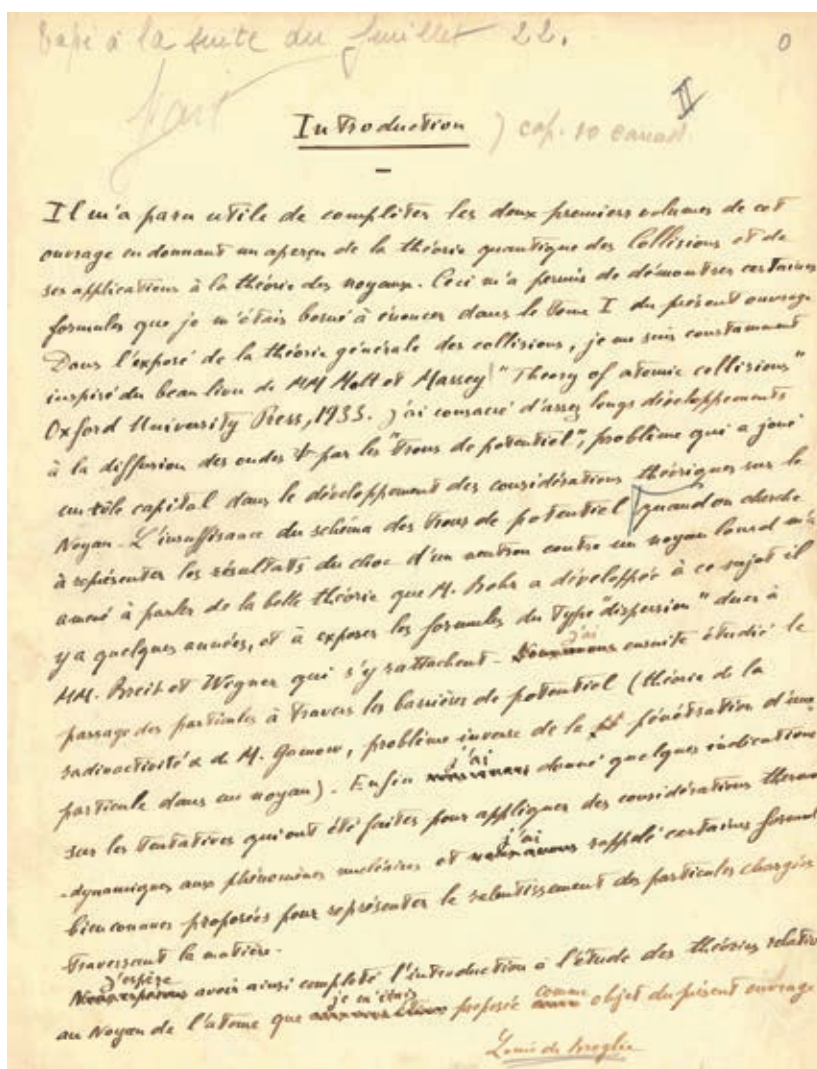 Tapé à la suite du feuillet 22. 0
fait II
Introduction ) cap. 10
Il m'a paru utile de compléter les deux premiers volumes de cet
ouvrage en donnant un aperçu de la théorie quantique des Collisions et de
ses applications à la théorie des noyaux. Ceci m'a permis de démontrer certaines
formules que je m'étais borné à énoncer dans le tome I du présent ouvrage
Dans l'exposé de la théorie générale des collisions, je me suis constamment
inspiré du beau livre de MM Mott et Massey "Theory of atomic collisions"
Oxford University Press, 1933. J'ai consacré d'assez longs développements
à la diffusion des ondes ψ par les "trous de potentiel", problème qui a joué
un rôle capital dans le développement des considérations théoriques sur le
Noyau - L'insuffisance du schéma des trous de potentiel quand on cherche
à représenter les résultats du choc d'un neutron contre un noyau lourd m'a
amené à parler de la belle théorie que M. Bohr a développée à ce sujet il
y a quelques années, et à exposer les formules du type "dispersion" dues à
MM. Breit et Wigner qui s'y rattachent - j'ai ensuite étudié le
passage des particules à travers les barrières de potentiel (théorie de la
radioactivité α de M. Gamow, problème inverse de la pénétration d'une
particule dans un noyau). Enfin j'ai donné quelques indications
sur les tentatives qui ont été faites pour appliquer des considérations thermo
-dynamiques aux phénomènes nucléaires et j'ai rappelé certaines formul
bien connues proposées pour représenter le ralentissement des particules chargées
traversant la matière.
J'espère avoir ainsi complété l'introduction à l'étude des théories relativ
au Noyau de l'atome que je m'étais proposée comme objet du présent ouvrage
Louis de Broglie